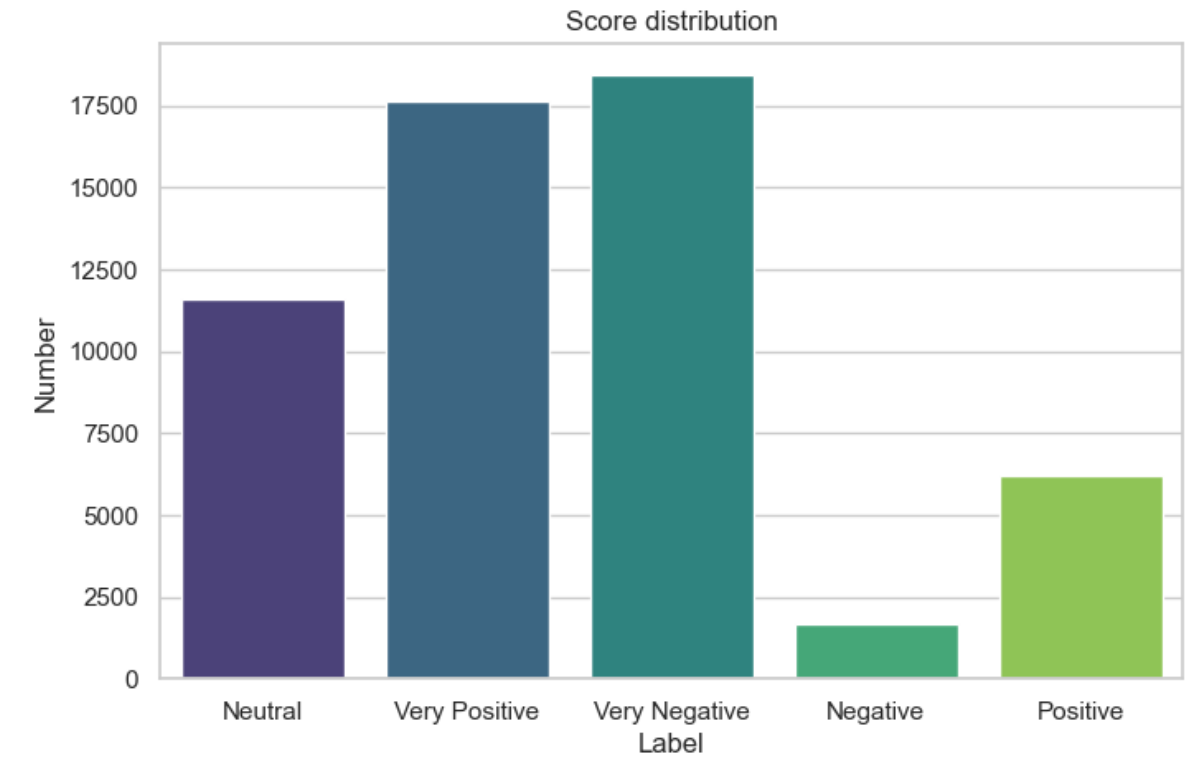 Score distribution
Number
17500
15000
12500
10000
7500
5000
2500
0
Neutral Very Positive Very Negative Negative Positive
Label